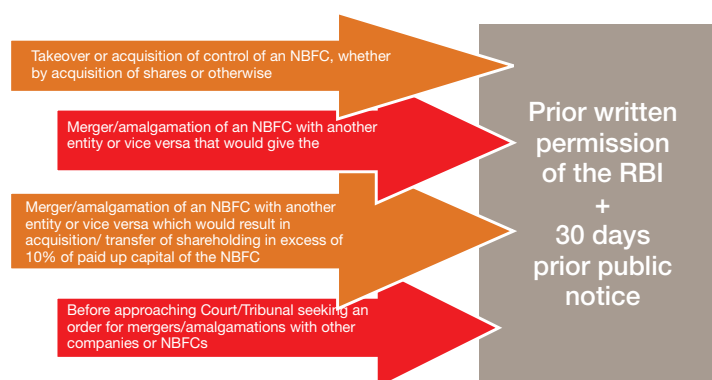 Takeover or acquisition of control of an NBFC, whether
by acquisition of shares or otherwise
Merger/amalgamation of an NBFC with another
entity or vice versa that would give the
Merger/amalgamation of an NBFC with another
entity or vice versa which would result in
acquisition/ transfer of shareholding in excess of
10% of paid up capital of the NBFC
Before approaching Court/Tribunal seeking an
order for mergers/amalgamations with other
companies or NBFCs
Prior written
permission
of the RBI
+
30 days
prior public
notice